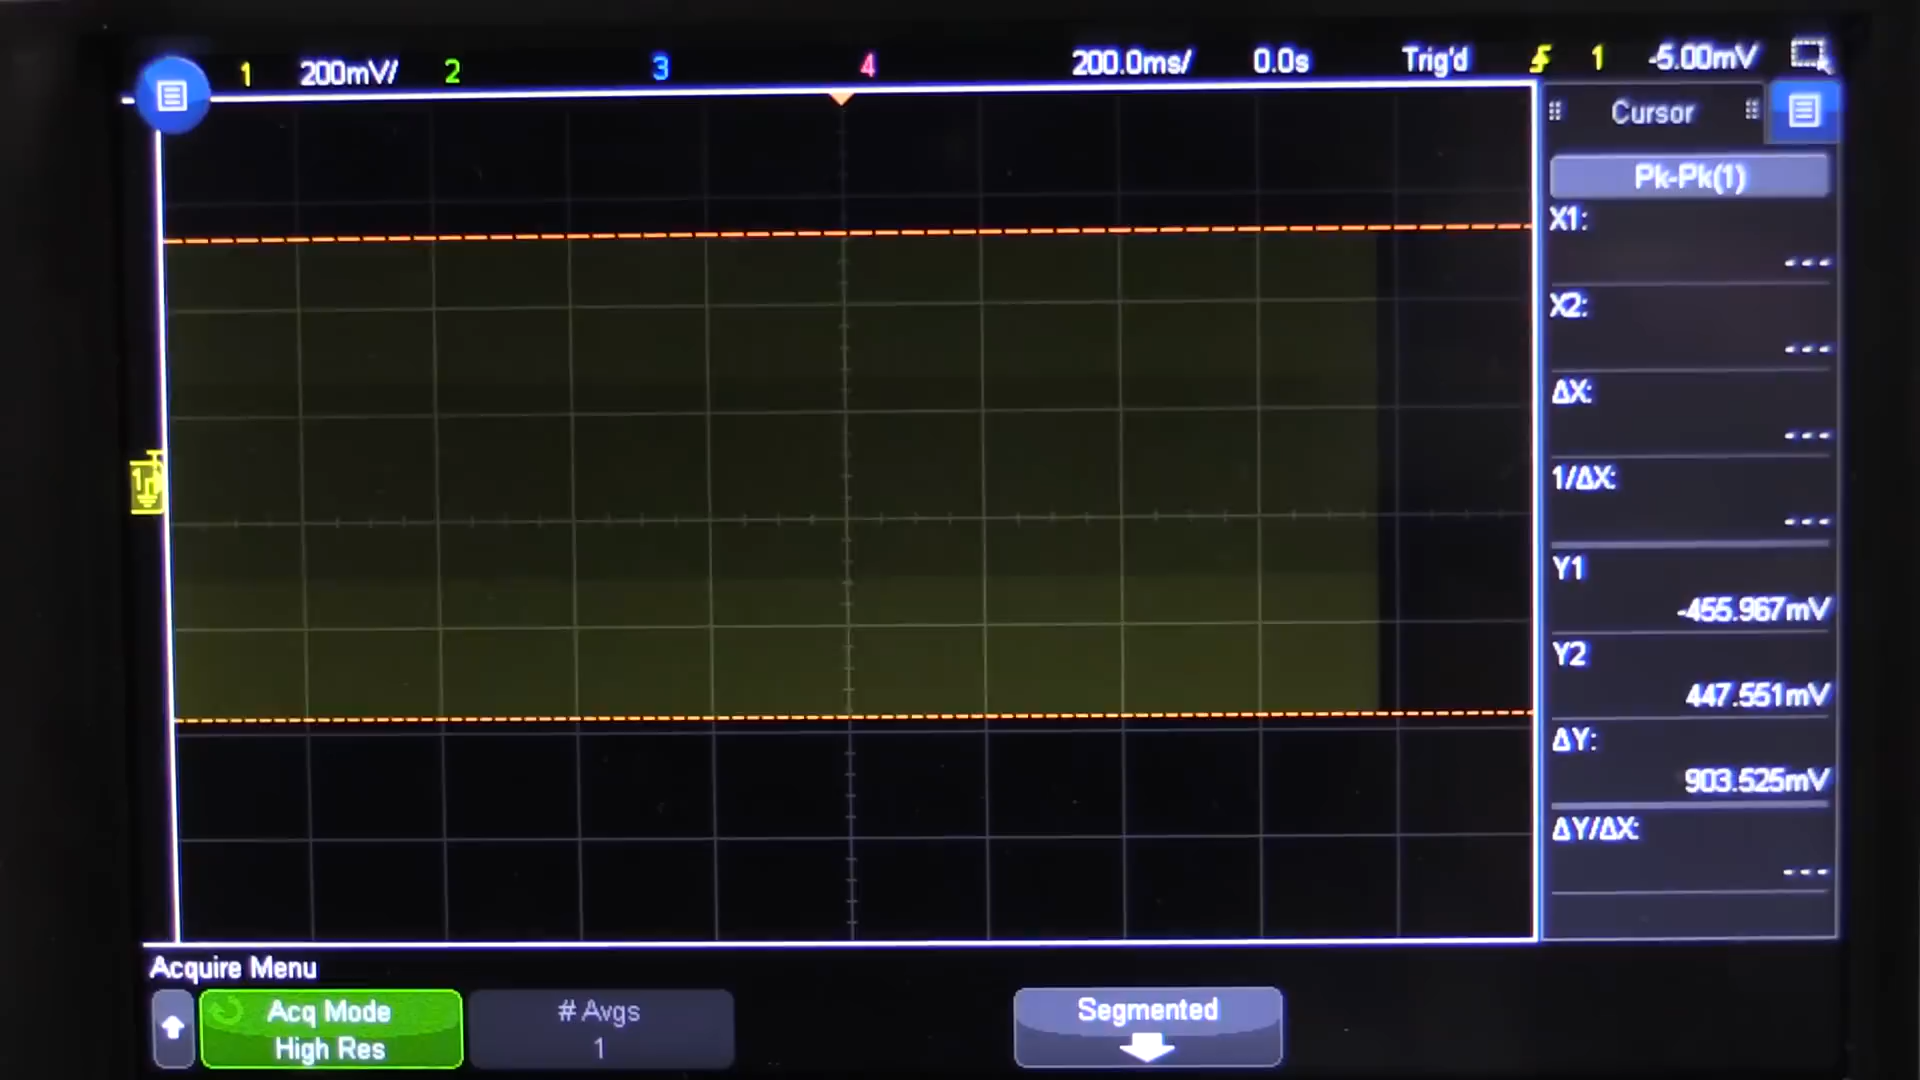 1 200mV/ 2 3 4 200.0ms/ 0.0s Trig'd 1 -5.00mV
Cursor
Pk-Pk(1)
X1:
---
X2:
---
ΔX:
---
1/ΔX:
---
Y1
-455.967mV
Y2
447.551mV
ΔY:
903.525mV
ΔY/ΔX:
---
Acquire Menu
Acq Mode
High Res
# Avgs
1
Segmented